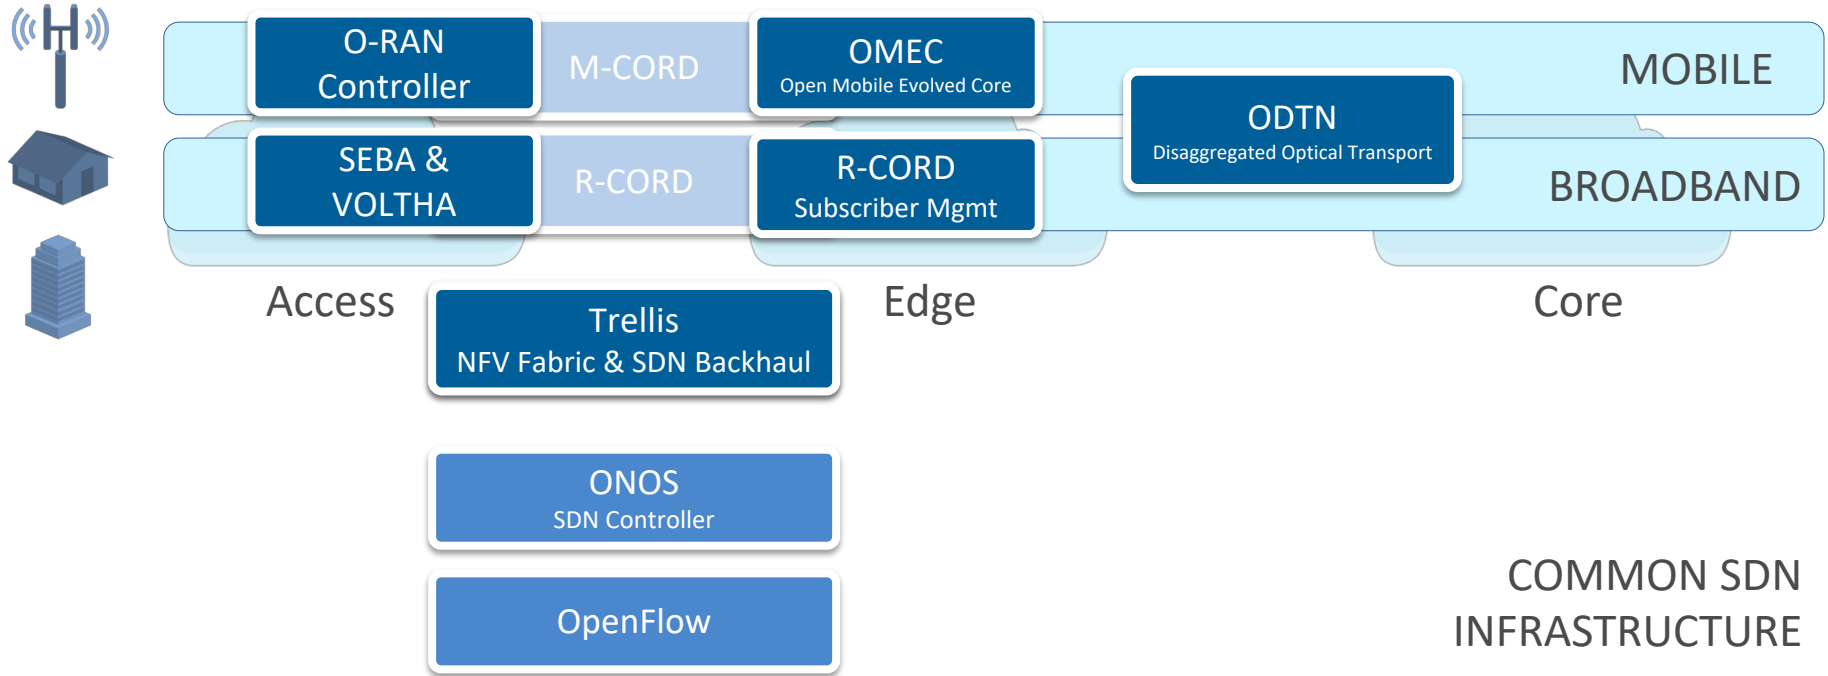 O-RAN
Controller
M-CORD
OMEC
Open Mobile Evolved Core
MOBILE
ODTN
Disaggregated Optical Transport
SEBA &
VOLTHA
R-CORD
R-CORD
Subscriber Mgmt
BROADBAND
Access
Edge
Core
Trellis
NFV Fabric & SDN Backhaul
ONOS
SDN Controller
OpenFlow
COMMON SDN
INFRASTRUCTURE